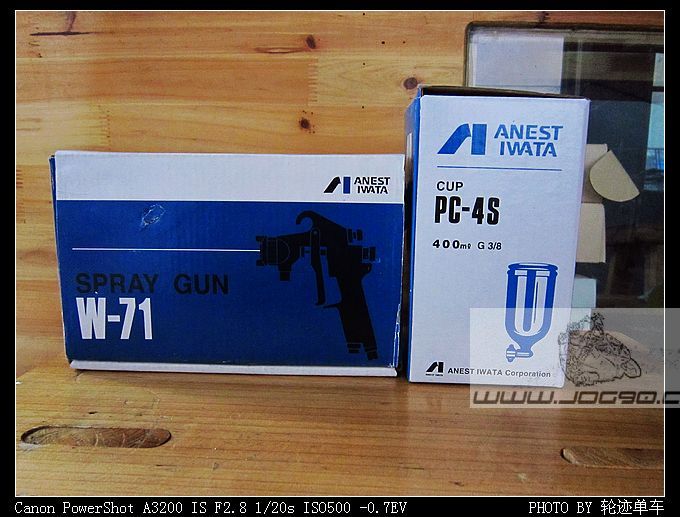 ANEST
IWATA
SPRAY GUN
W-71
ANEST
IWATA
CUP
PC-4S
400ml G 3/8
ANEST IWATA Corporation
WWW.JOG90.C
Canon PowerShot A3200 IS F2.8 1/20s ISO500 -0.7EV
PHOTO BY 轮迹单车